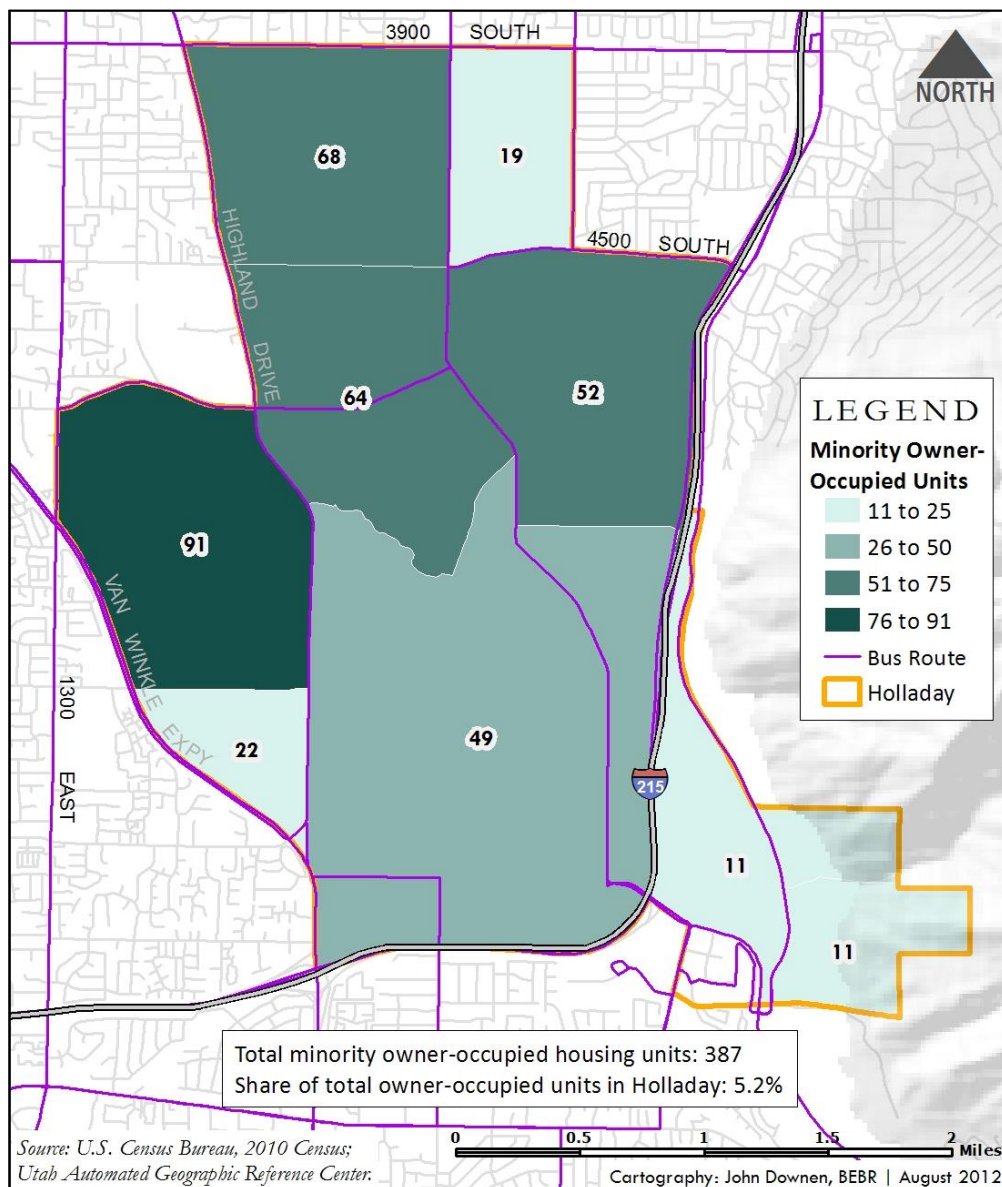 3900 SOUTH
NORTH
68
19
HIGHLAND DRIVE
4500 SOUTH
64
52
LEGEND
Minority Owner-
Occupied Units
11 to 25
26 to 50
51 to 75
76 to 91
Bus Route
Holladay
91
VAN WINKLE EXPY
1300 EAST
22
49
215
11
11
Total minority owner-occupied housing units: 387
Share of total owner-occupied units in Holladay: 5.2%
Source: U.S. Census Bureau, 2010 Census;
Utah Automated Geographic Reference Center.
0 0.5 1 1.5 2
Miles
Cartography: John Downen, BEBR | August 2012